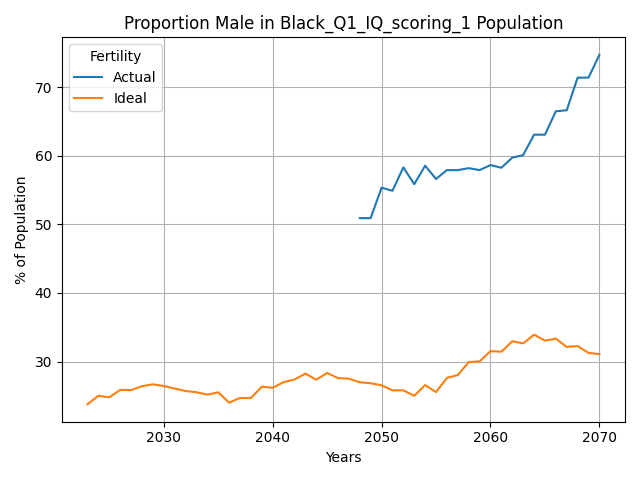 Proportion Male in Black_Q1_IQ_scoring_1 Population
Fertility
Actual
Ideal
% of Population
70
60
50
40
30
2030
2040
2050
2060
2070
Years